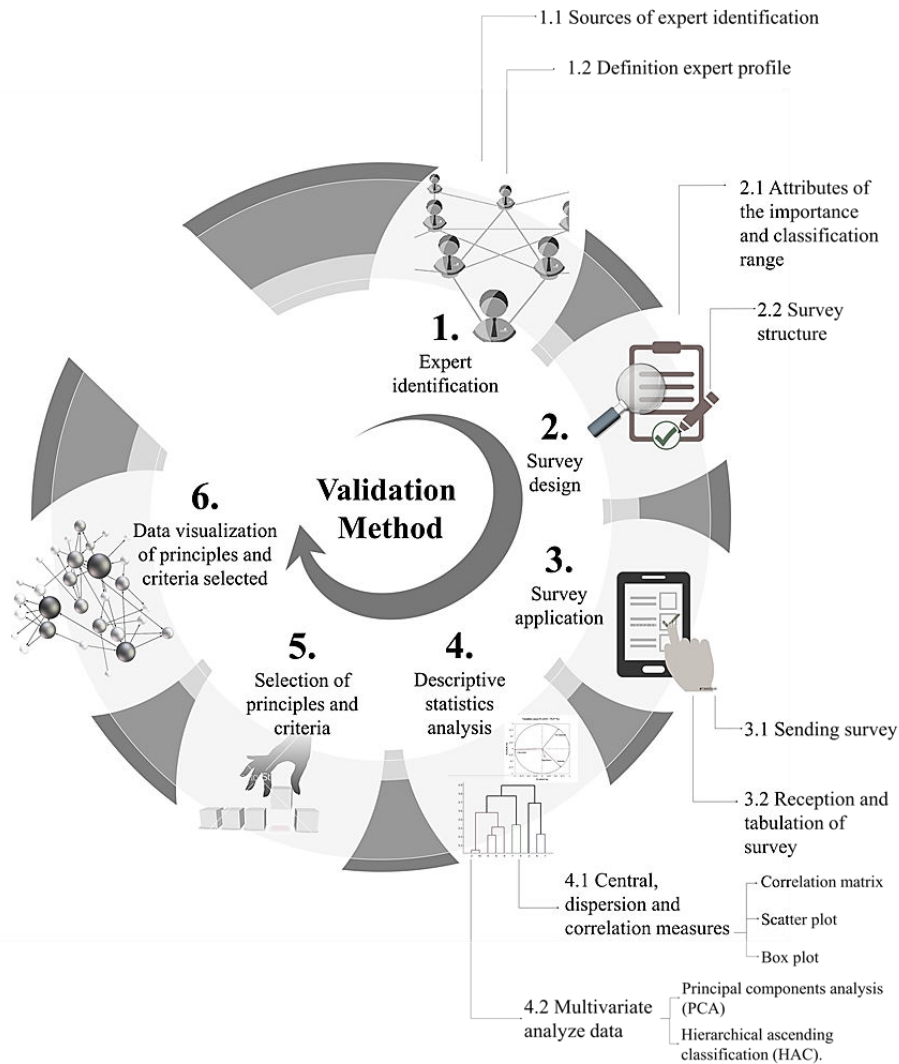 1.1 Sources of expert identification
1.2 Definition expert profile
2.1 Attributes of
the importance
and classification
range
2.2 Survey
structure
1.
Expert
identification
2.
Survey
design
Validation
Method
6.
Data visualization
of principles and
criteria selected
3.
Survey
application
5.
Selection of
principles and
criteria
4.
Descriptive
statistics
analysis
3.1 Sending survey
3.2 Reception and
tabulation of
survey
4.1 Central,
dispersion and
correlation measures
Correlation matrix
Scatter plot
Box plot
4.2 Multivariate
analyze data
Principal components analysis
(PCA)
Hierarchical ascending
classification (HAC).